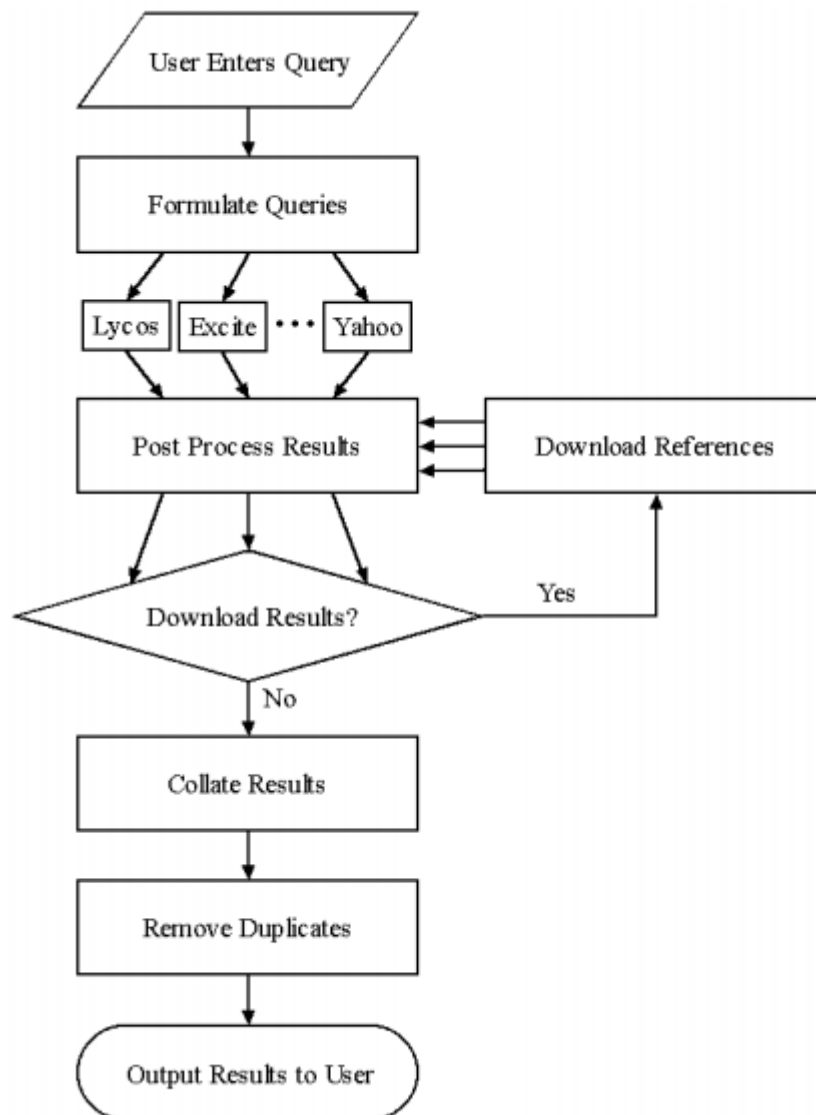 User Enters Query
Formulate Queries
Lycos
Excite
• • •
Yahoo
Post Process Results
Download References
Download Results?
Yes
No
Collate Results
Remove Duplicates
Output Results to User